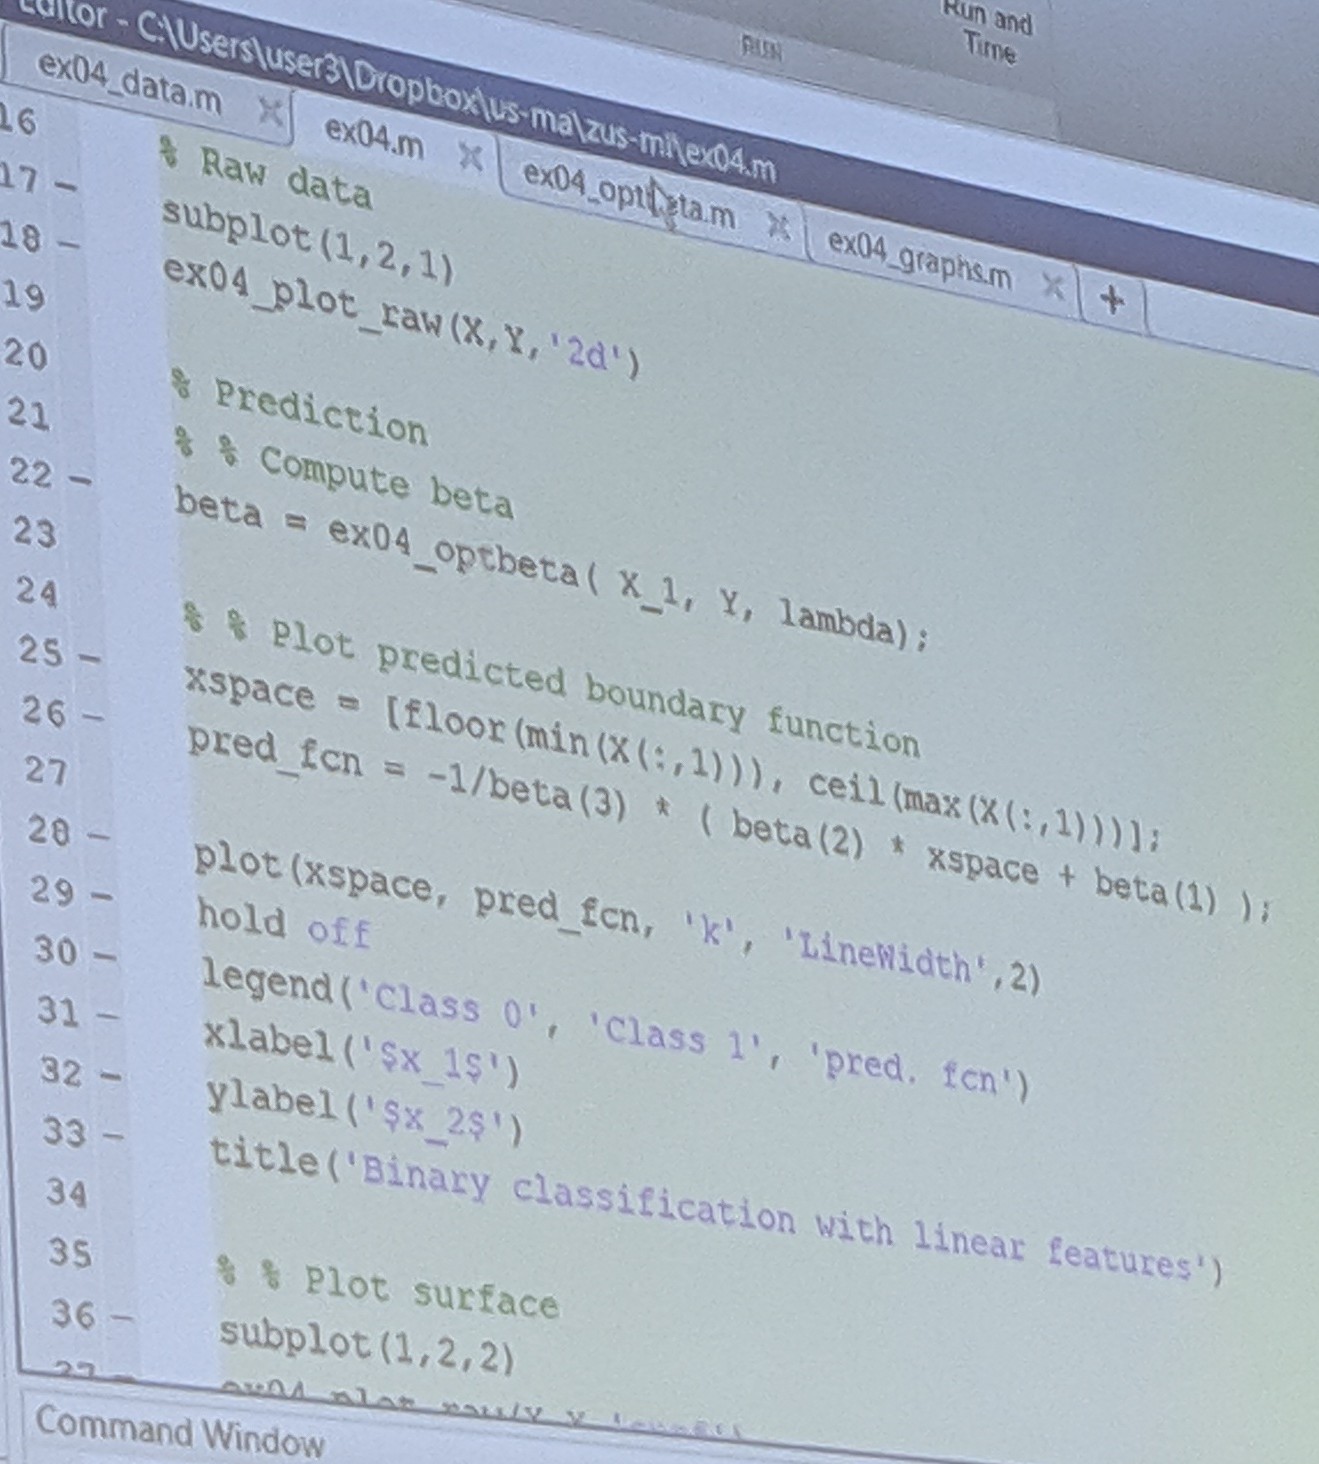 RUN
Run and
Time
Editor - C:\Users\user3\Dropbox\us-ma\zus-mi\ex04.m
ex04_data.m
ex04.m
ex04_optbeta.m
ex04_graphs.m
+
16 % Raw data
17 – subplot(1,2,1)
18 – ex04_plot_raw(X,Y,'2d')
19
20 % Prediction
21 % % Compute beta
22 – beta = ex04_optbeta( X_1, Y, lambda);
23
24 % % Plot predicted boundary function
25 – xspace = [floor(min(X(:,1))), ceil(max(X(:,1)))];
26 – pred_fcn = -1/beta(3) * ( beta(2) * xspace + beta(1) );
27
28 – plot(xspace, pred_fcn, 'k', 'LineWidth',2)
29 – hold off
30 – legend('Class 0', 'Class 1', 'pred. fcn')
31 – xlabel('$x_1$')
32 – ylabel('$x_2$')
33 – title('Binary classification with linear features')
34
35 % % Plot surface
36 – subplot(1,2,2)
Command Window